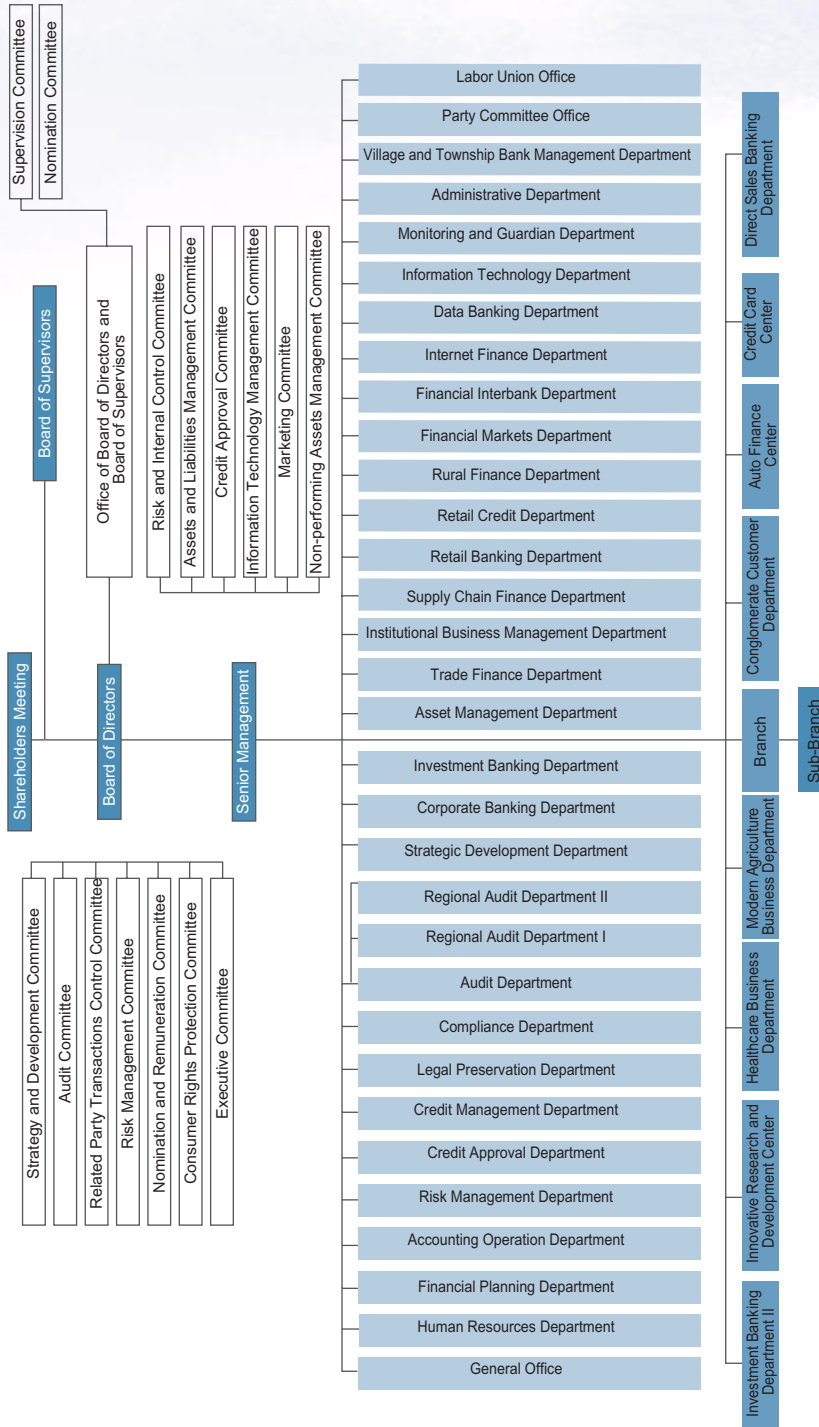 Shareholders Meeting
Board of Supervisors
Supervision Committee
Nomination Committee
Board of Directors
Office of Board of Directors and
Board of Supervisors
Senior Management
Strategy and Development Committee
Audit Committee
Related Party Transactions Control Committee
Risk Management Committee
Nomination and Remuneration Committee
Consumer Rights Protection Committee
Executive Committee
Risk and Internal Control Committee
Assets and Liabilities Management Committee
Credit Approval Committee
Information Technology Management Committee
Marketing Committee
Non-performing Assets Management Committee
Labor Union Office
Party Committee Office
Village and Township Bank Management Department
Administrative Department
Monitoring and Guardian Department
Information Technology Department
Data Banking Department
Internet Finance Department
Financial Interbank Department
Financial Markets Department
Rural Finance Department
Retail Credit Department
Retail Banking Department
Supply Chain Finance Department
Institutional Business Management Department
Trade Finance Department
Asset Management Department
Investment Banking Department
Corporate Banking Department
Strategic Development Department
Regional Audit Department II
Regional Audit Department I
Audit Department
Compliance Department
Legal Preservation Department
Credit Management Department
Credit Approval Department
Risk Management Department
Accounting Operation Department
Financial Planning Department
Human Resources Department
General Office
Investment Banking
Department II
Innovative Research and
Development Center
Healthcare Business
Department
Modern Agriculture
Business Department
Branch
Conglomerate Customer
Department
Auto Finance
Center
Credit Card
Center
Direct Sales Banking
Department
Sub-Branch